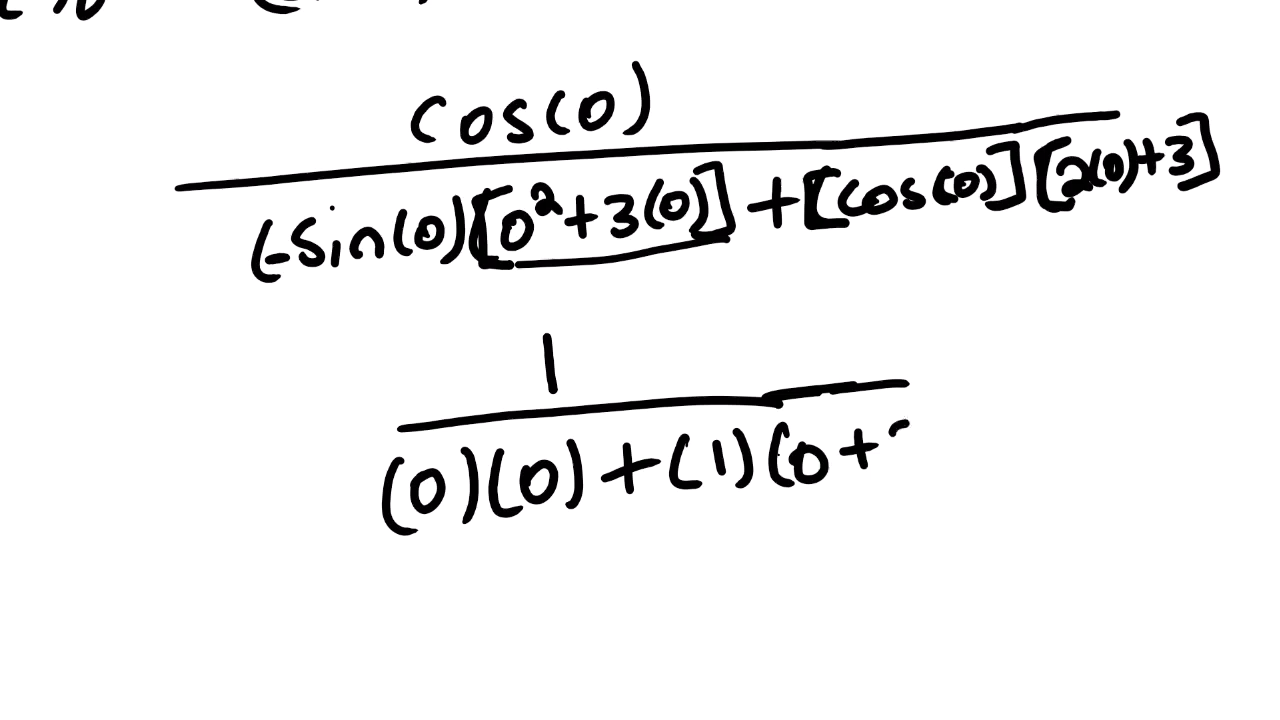 cos(0)
(-sin(0)[0²+3(0)]+[cos(0)][2(0)+3]
1
(0)(0)+(1)(0+